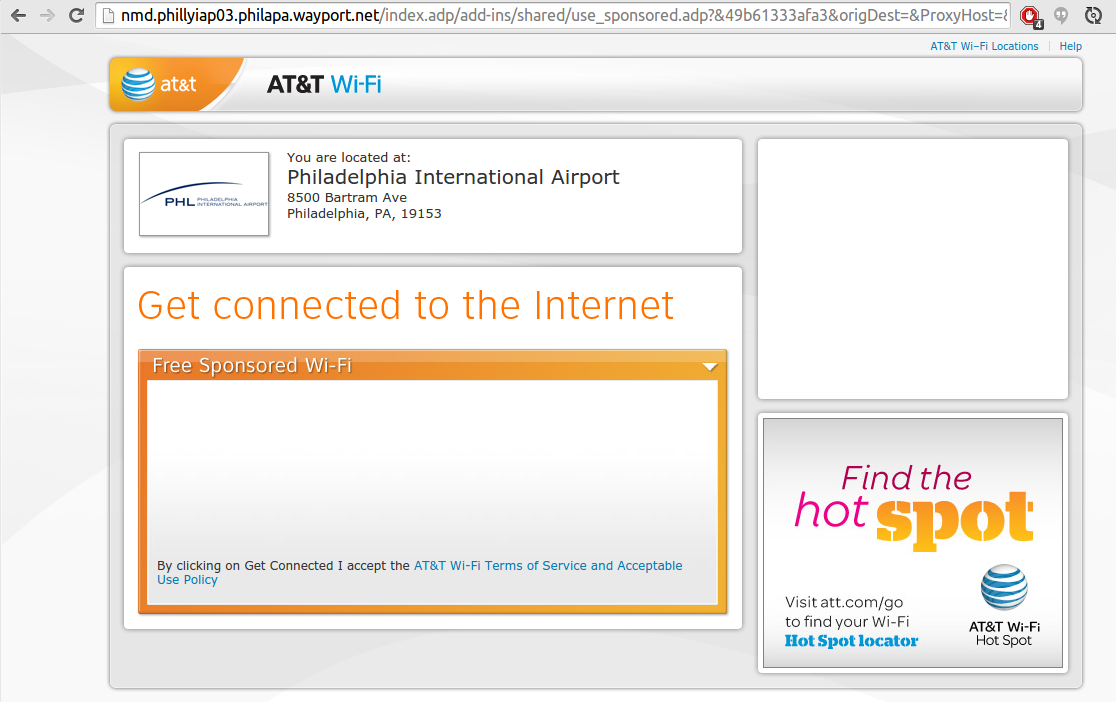 nmd.phillyiap03.philapa.wayport.net/index.adp/add-ins/shared/use_sponsored.adp?&49b61333afa3&origDest=&ProxyHost=&
4
AT&T Wi-Fi Locations | Help
at&t
AT&T Wi-Fi
You are located at:
Philadelphia International Airport
8500 Bartram Ave
Philadelphia, PA, 19153
PHL PHILADELPHIA
INTERNATIONAL AIRPORT
Get connected to the Internet
Free Sponsored Wi-Fi
By clicking on Get Connected I accept the AT&T Wi-Fi Terms of Service and Acceptable
Use Policy
Find the
hot spot
Visit att.com/go
to find your Wi-Fi
Hot Spot locator
AT&T Wi-Fi
Hot Spot